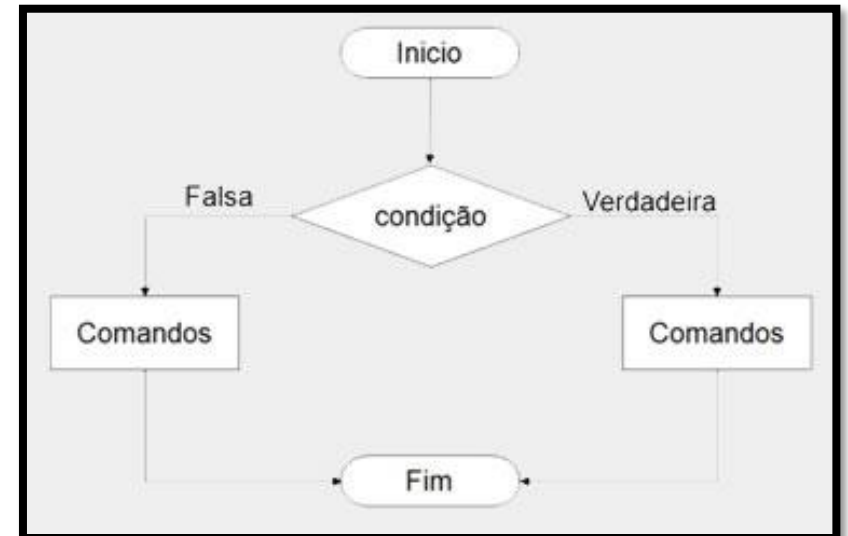 Inicio
Falsa
Verdadeira
condição
Comandos
Comandos
Fim